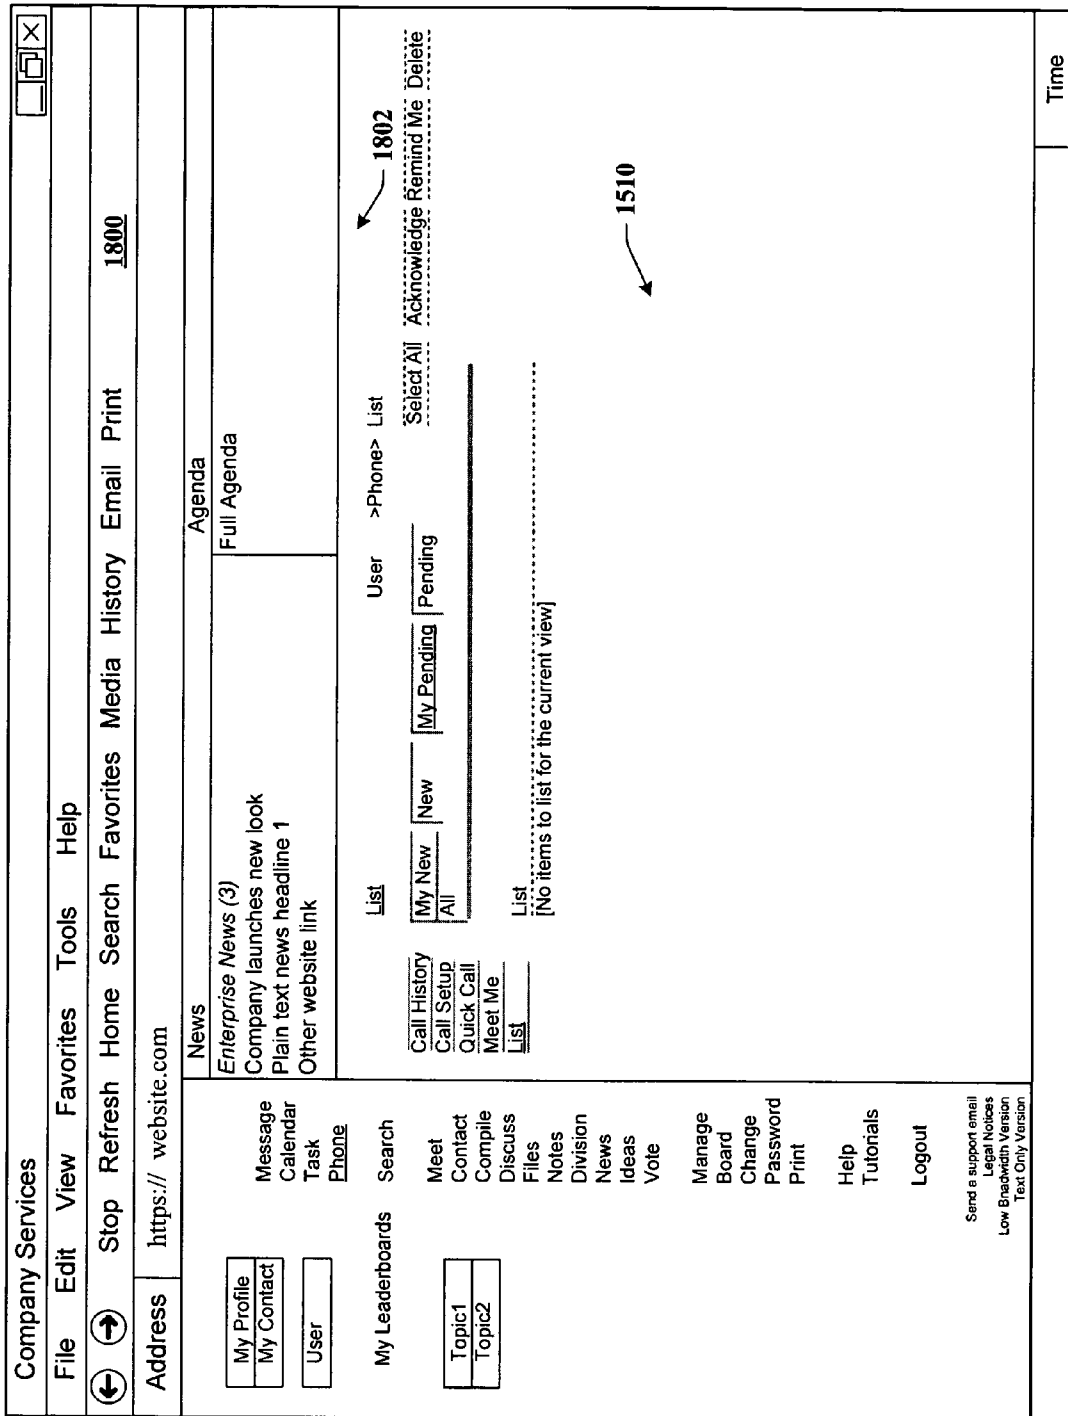 Company Services
File Edit View Favorites Tools Help
Stop Refresh Home Search Favorites Media History Email Print 1800
Address https:// website.com
News Agenda
Enterprise News (3) Full Agenda
Company launches new look
Plain text news headline 1
Other website link
My Profile
My Contact
User
My Leaderboards
Topic1
Topic2
Message
Calendar
Task
Phone
Search
Meet
Contact
Compile
Discuss
Files
Notes
Division
News
Ideas
Vote
Manage
Board
Change
Password
Print
Help
Tutorials
Logout
Send a support email
Legal Notices
Low Bnadwidth Version
Text Only Version
List User >Phone> List 1802
Call History
Call Setup
Quick Call
Meet Me
List
My New New My Pending Pending Select All Acknowledge Remind Me Delete
All
List
[No items to list for the current view]
1510
Time